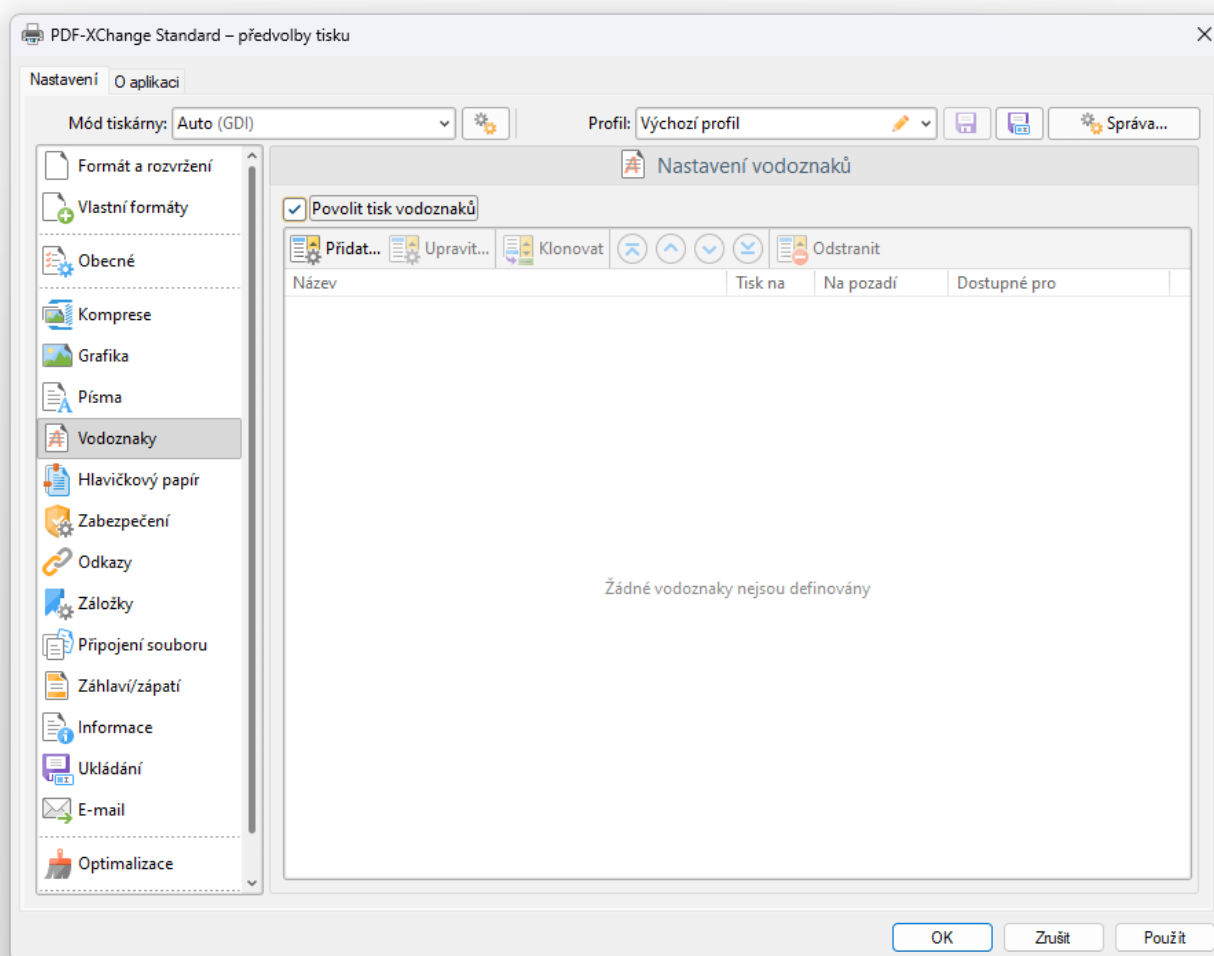 PDF-XChange Standard – předvolby tisku
Nastavení O aplikaci
Mód tiskárny: Auto (GDI) Profil: Výchozí profil Správa...
Formát a rozvržení
Vlastní formáty
Obecné
Komprese
Grafika
Písma
Vodoznaky
Hlavičkový papír
Zabezpečení
Odkazy
Záložky
Připojení souboru
Záhlaví/zápatí
Informace
Ukládání
E-mail
Optimalizace
Nastavení vodoznaků
Povolit tisk vodoznaků
Přidat... Upravit... Klonovat Odstranit
Název Tisk na Na pozadí Dostupné pro
Žádné vodoznaky nejsou definovány
OK Zrušit Použít